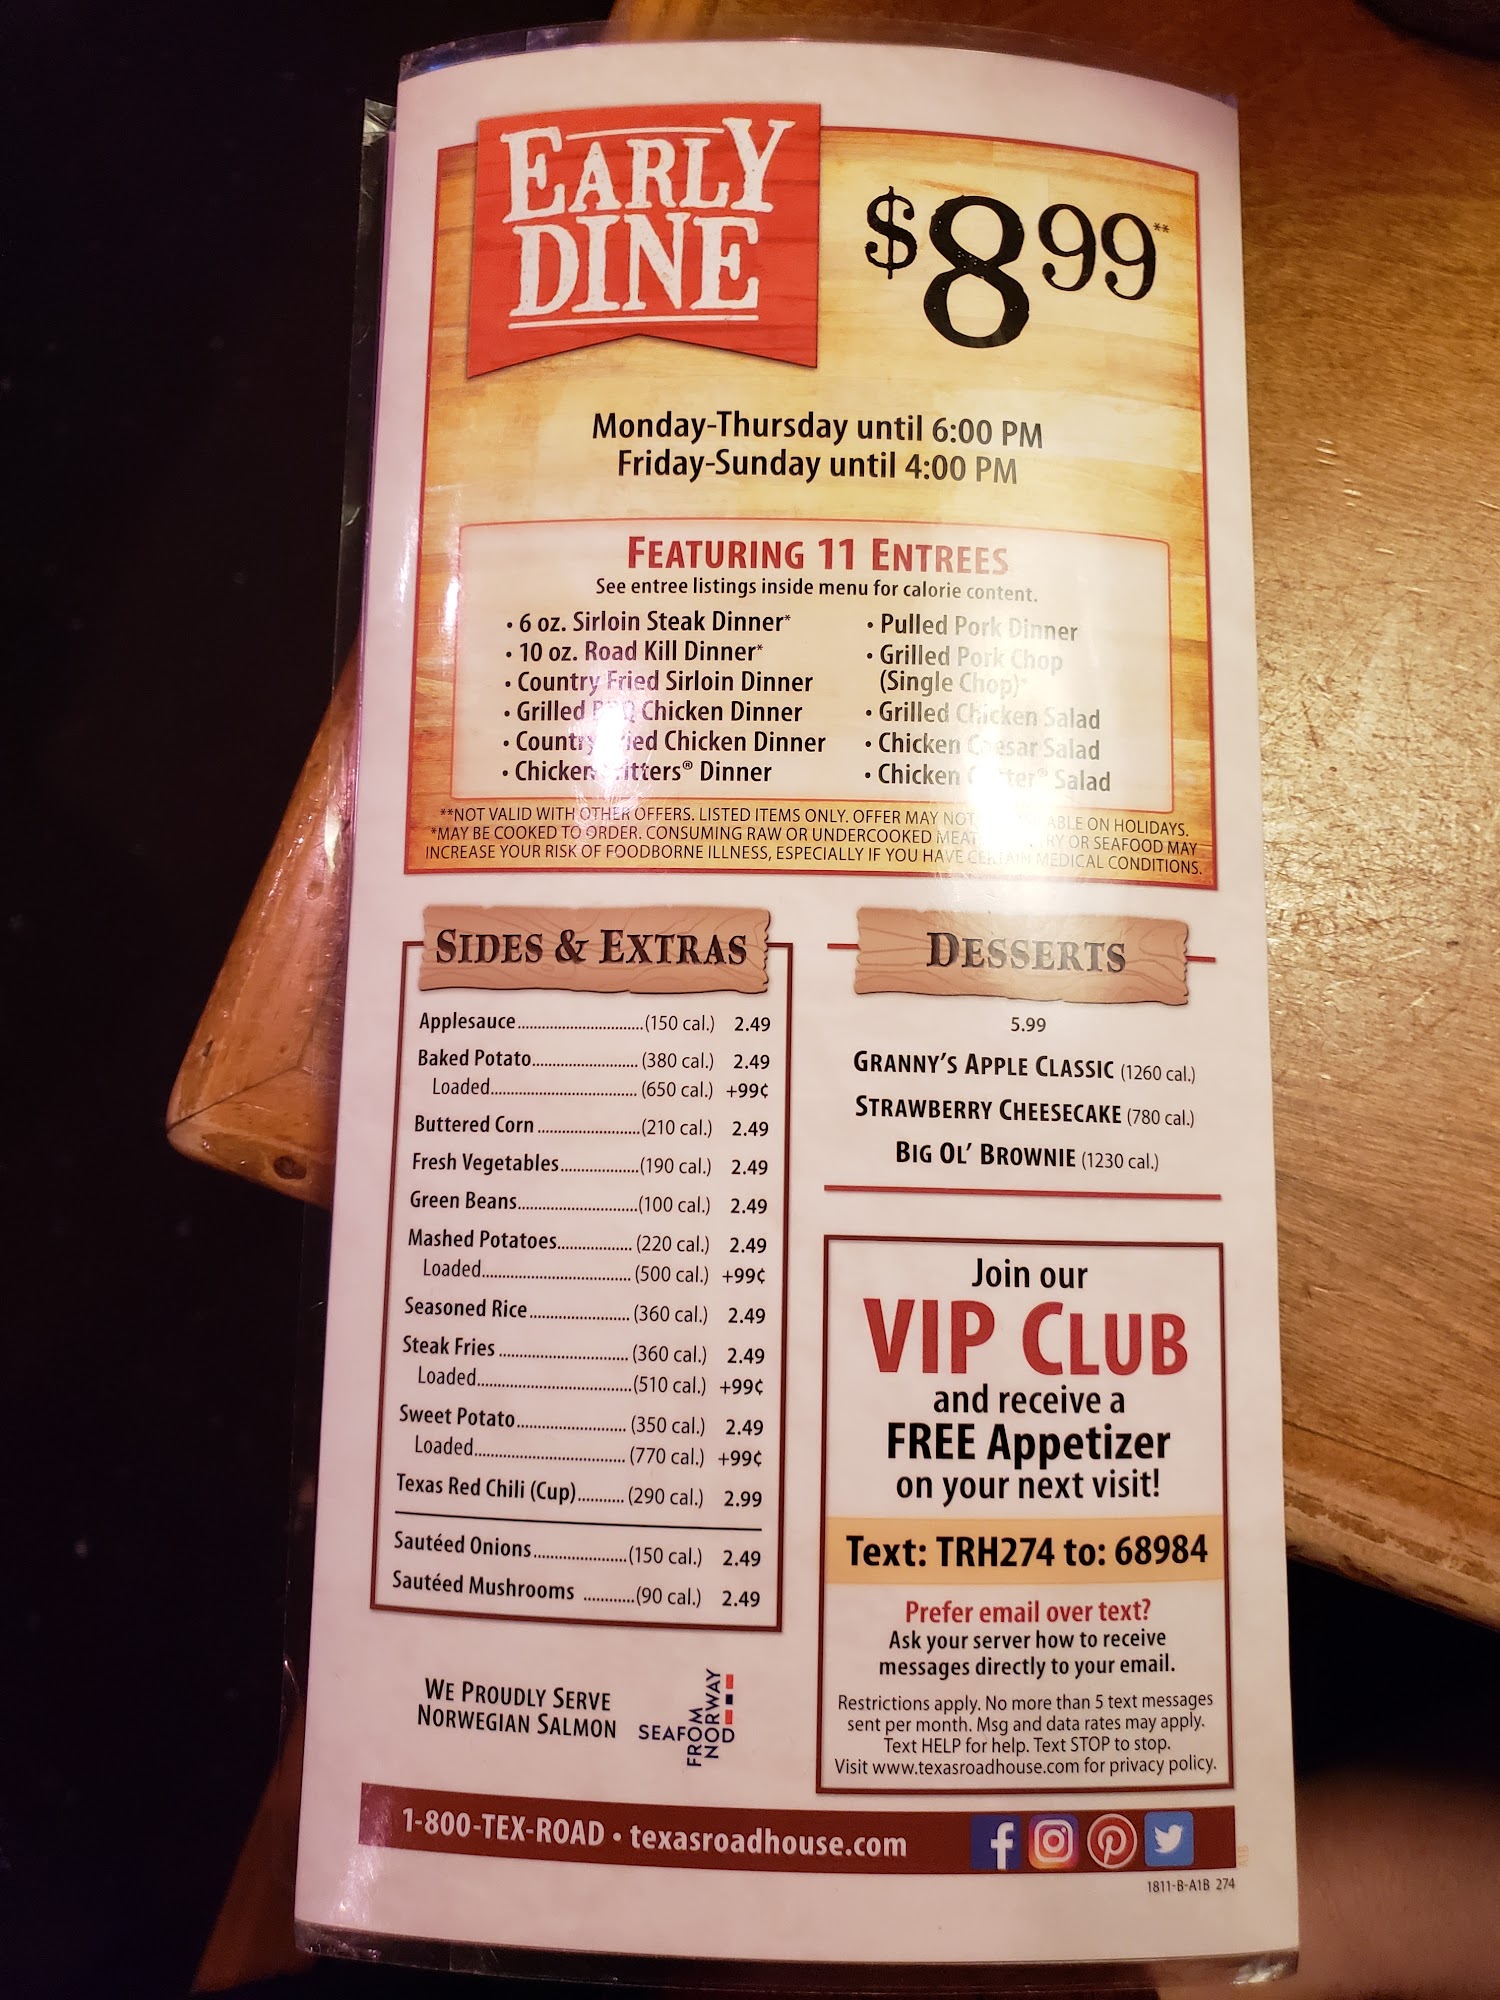 EARLY
DINE
$8.99**
Monday-Thursday until 6:00 PM
Friday-Sunday until 4:00 PM
FEATURING 11 ENTREES
See entree listings inside menu for calorie content.
• 6 oz. Sirloin Steak Dinner*
• 10 oz. Road Kill Dinner*
• Country Fried Sirloin Dinner
• Grilled BBQ Chicken Dinner
• Country Fried Chicken Dinner
• Chicken Critters® Dinner
• Pulled Pork Dinner
• Grilled Pork Chop
(Single Chop)*
• Grilled Chicken Salad
• Chicken Caesar Salad
• Chicken Critter® Salad
**NOT VALID WITH OTHER OFFERS. LISTED ITEMS ONLY. OFFER MAY NOT ON HOLIDAYS.
*MAY BE COOKED TO ORDER. CONSUMING RAW OR UNDERCOOKED MEAT OR SEAFOOD MAY
INCREASE YOUR RISK OF FOODBORNE ILLNESS, ESPECIALLY IF YOU HAVE CERTAIN MEDICAL CONDITIONS.
SIDES & EXTRAS
Applesauce..............................(150 cal.) 2.49
Baked Potato......................... (380 cal.) 2.49
Loaded................................... (650 cal.) +99¢
Buttered Corn ........................(210 cal.) 2.49
Fresh Vegetables...................(190 cal.) 2.49
Green Beans............................(100 cal.) 2.49
Mashed Potatoes.................. (220 cal.) 2.49
Loaded................................... (500 cal.) +99¢
Seasoned Rice........................ (360 cal.) 2.49
Steak Fries ............................... (360 cal.) 2.49
Loaded.....................................(510 cal.) +99¢
Sweet Potato.......................... (350 cal.) 2.49
Loaded.................................... (770 cal.) +99¢
Texas Red Chili (Cup)........... (290 cal.) 2.99
Sautéed Onions......................(150 cal.) 2.49
Sautéed Mushrooms ............(90 cal.) 2.49
WE PROUDLY SERVE
NORWEGIAN SALMON
SEAFOOD
FROM
NORWAY
DESSERTS
5.99
GRANNY'S APPLE CLASSIC (1260 cal.)
STRAWBERRY CHEESECAKE (780 cal.)
BIG OL' BROWNIE (1230 cal.)
Join our
VIP CLUB
and receive a
FREE Appetizer
on your next visit!
Text: TRH274 to: 68984
Prefer email over text?
Ask your server how to receive
messages directly to your email.
Restrictions apply. No more than 5 text messages
sent per month. Msg and data rates may apply.
Text HELP for help. Text STOP to stop.
Visit www.texasroadhouse.com for privacy policy.
1-800-TEX-ROAD • texasroadhouse.com
1811-B-A1B 274